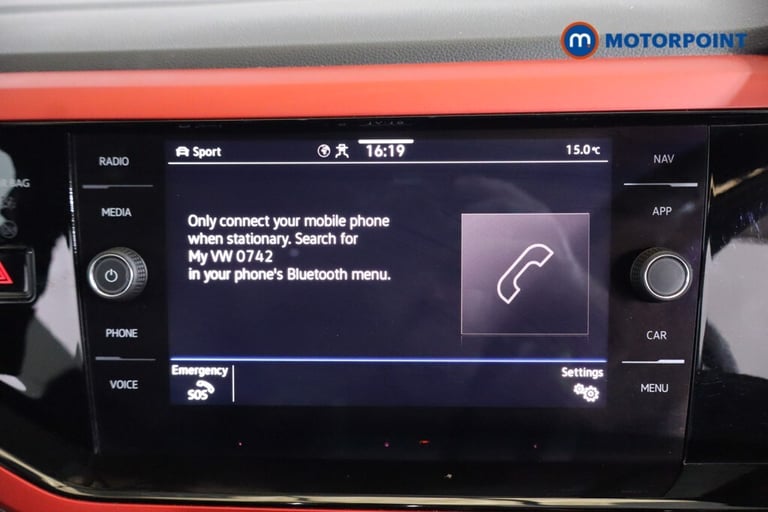 m MOTORPOINT
RADIO
MEDIA
PHONE
VOICE
BAG
Sport
16:19
15.0°C
Only connect your mobile phone
when stationary. Search for
My VW 0742
in your phone's Bluetooth menu.
Emergency
SOS
Settings
NAV
APP
CAR
MENU